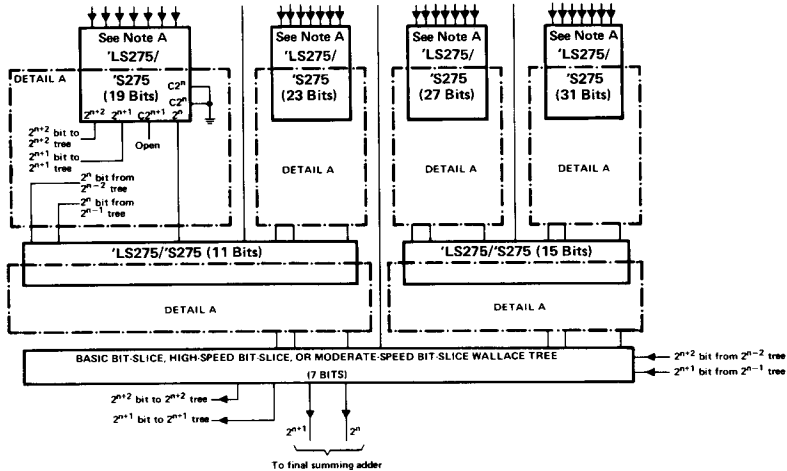 See Note A
'LS275/
'S275
(19 Bits)
C2ⁿ
C2ⁿ
2ⁿ⁺² 2ⁿ⁺¹ C2ⁿ⁺¹ 2ⁿ
DETAIL A
2ⁿ⁺² bit to
2ⁿ⁺² tree
2ⁿ⁺¹ bit to
2ⁿ⁺¹ tree
Open
2ⁿ bit from
2ⁿ⁻² tree
2ⁿ bit from
2ⁿ⁻¹ tree
See Note A
'LS275/
'S275
(23 Bits)
DETAIL A
See Note A
'LS275/
'S275
(27 Bits)
DETAIL A
See Note A
'LS275/
'S275
(31 Bits)
DETAIL A
'LS275/'S275 (11 Bits)
DETAIL A
'LS275/'S275 (15 Bits)
DETAIL A
BASIC BIT-SLICE, HIGH-SPEED BIT-SLICE, OR MODERATE-SPEED BIT-SLICE WALLACE TREE
(7 BITS)
2ⁿ⁺² bit from 2ⁿ⁻² tree
2ⁿ⁺¹ bit from 2ⁿ⁻¹ tree
2ⁿ⁺² bit to 2ⁿ⁺² tree
2ⁿ⁺¹ bit to 2ⁿ⁺¹ tree
2ⁿ⁺¹ 2ⁿ
To final summing adder